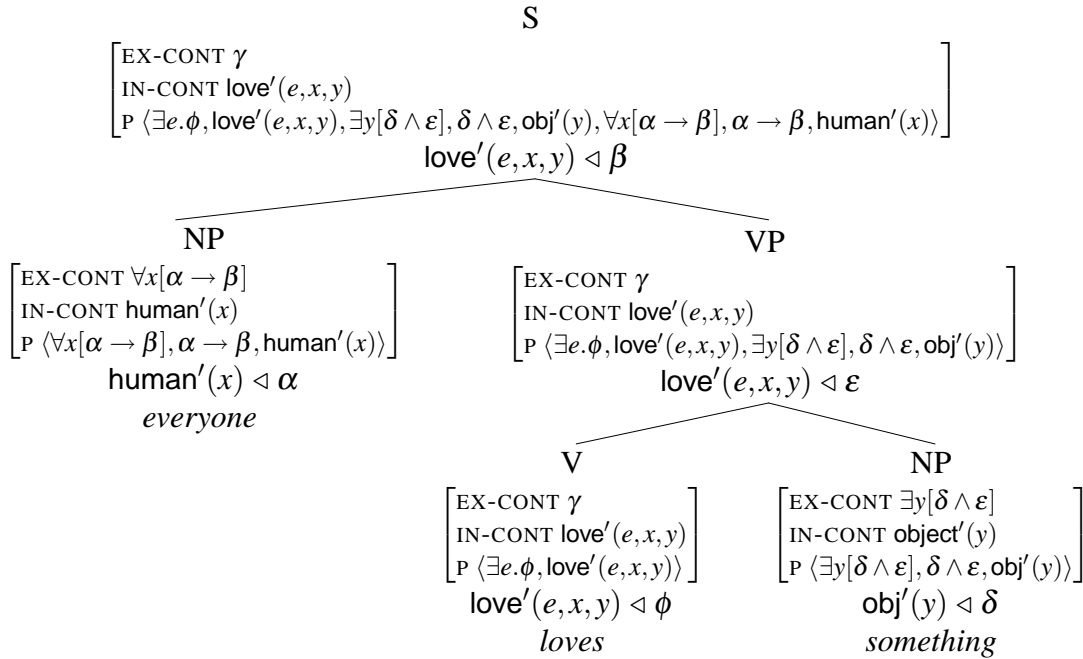 S
EX-CONT γ
IN-CONT love′(e,x,y)
P ⟨∃e.ϕ,love′(e,x,y),∃y[δ ∧ ε],δ ∧ ε,obj′(y),∀x[α → β],α → β,human′(x)⟩
love′(e,x,y) ◁ β
NP
EX-CONT ∀x[α → β]
IN-CONT human′(x)
P ⟨∀x[α → β],α → β,human′(x)⟩
human′(x) ◁ α
everyone
VP
EX-CONT γ
IN-CONT love′(e,x,y)
P ⟨∃e.ϕ,love′(e,x,y),∃y[δ ∧ ε],δ ∧ ε,obj′(y)⟩
love′(e,x,y) ◁ ε
V
EX-CONT γ
IN-CONT love′(e,x,y)
P ⟨∃e.ϕ,love′(e,x,y)⟩
love′(e,x,y) ◁ ϕ
loves
NP
EX-CONT ∃y[δ ∧ ε]
IN-CONT object′(y)
P ⟨∃y[δ ∧ ε],δ ∧ ε,obj′(y)⟩
obj′(y) ◁ δ
something